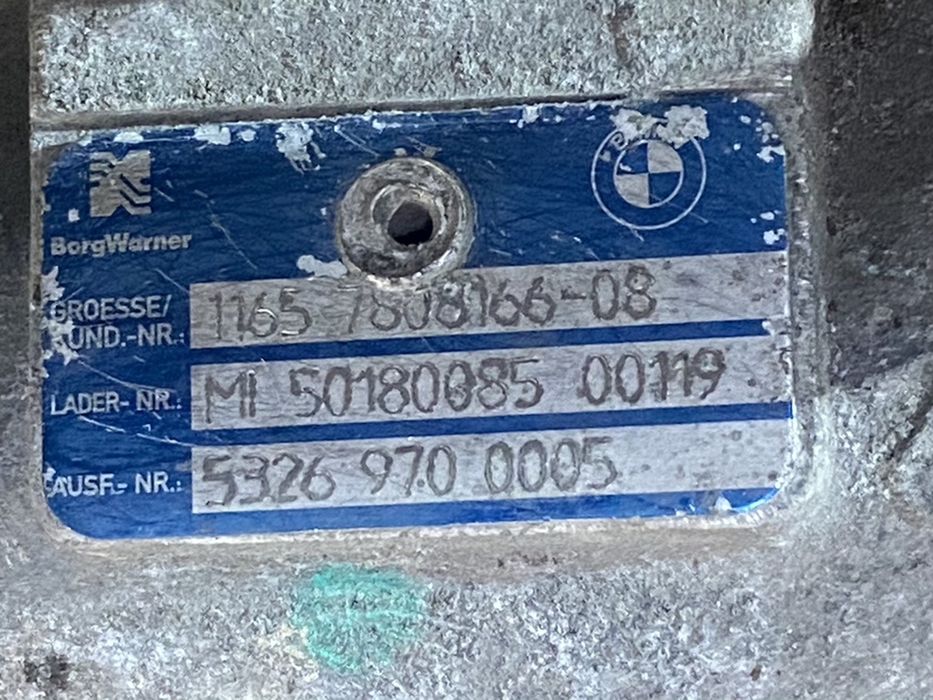 BorgWarner
GROESSE/
KUND.-NR.: 1165 7808166-08
LADER- NR.: MI 50180085 00119
AUSF.- NR.: 5326 970 0005